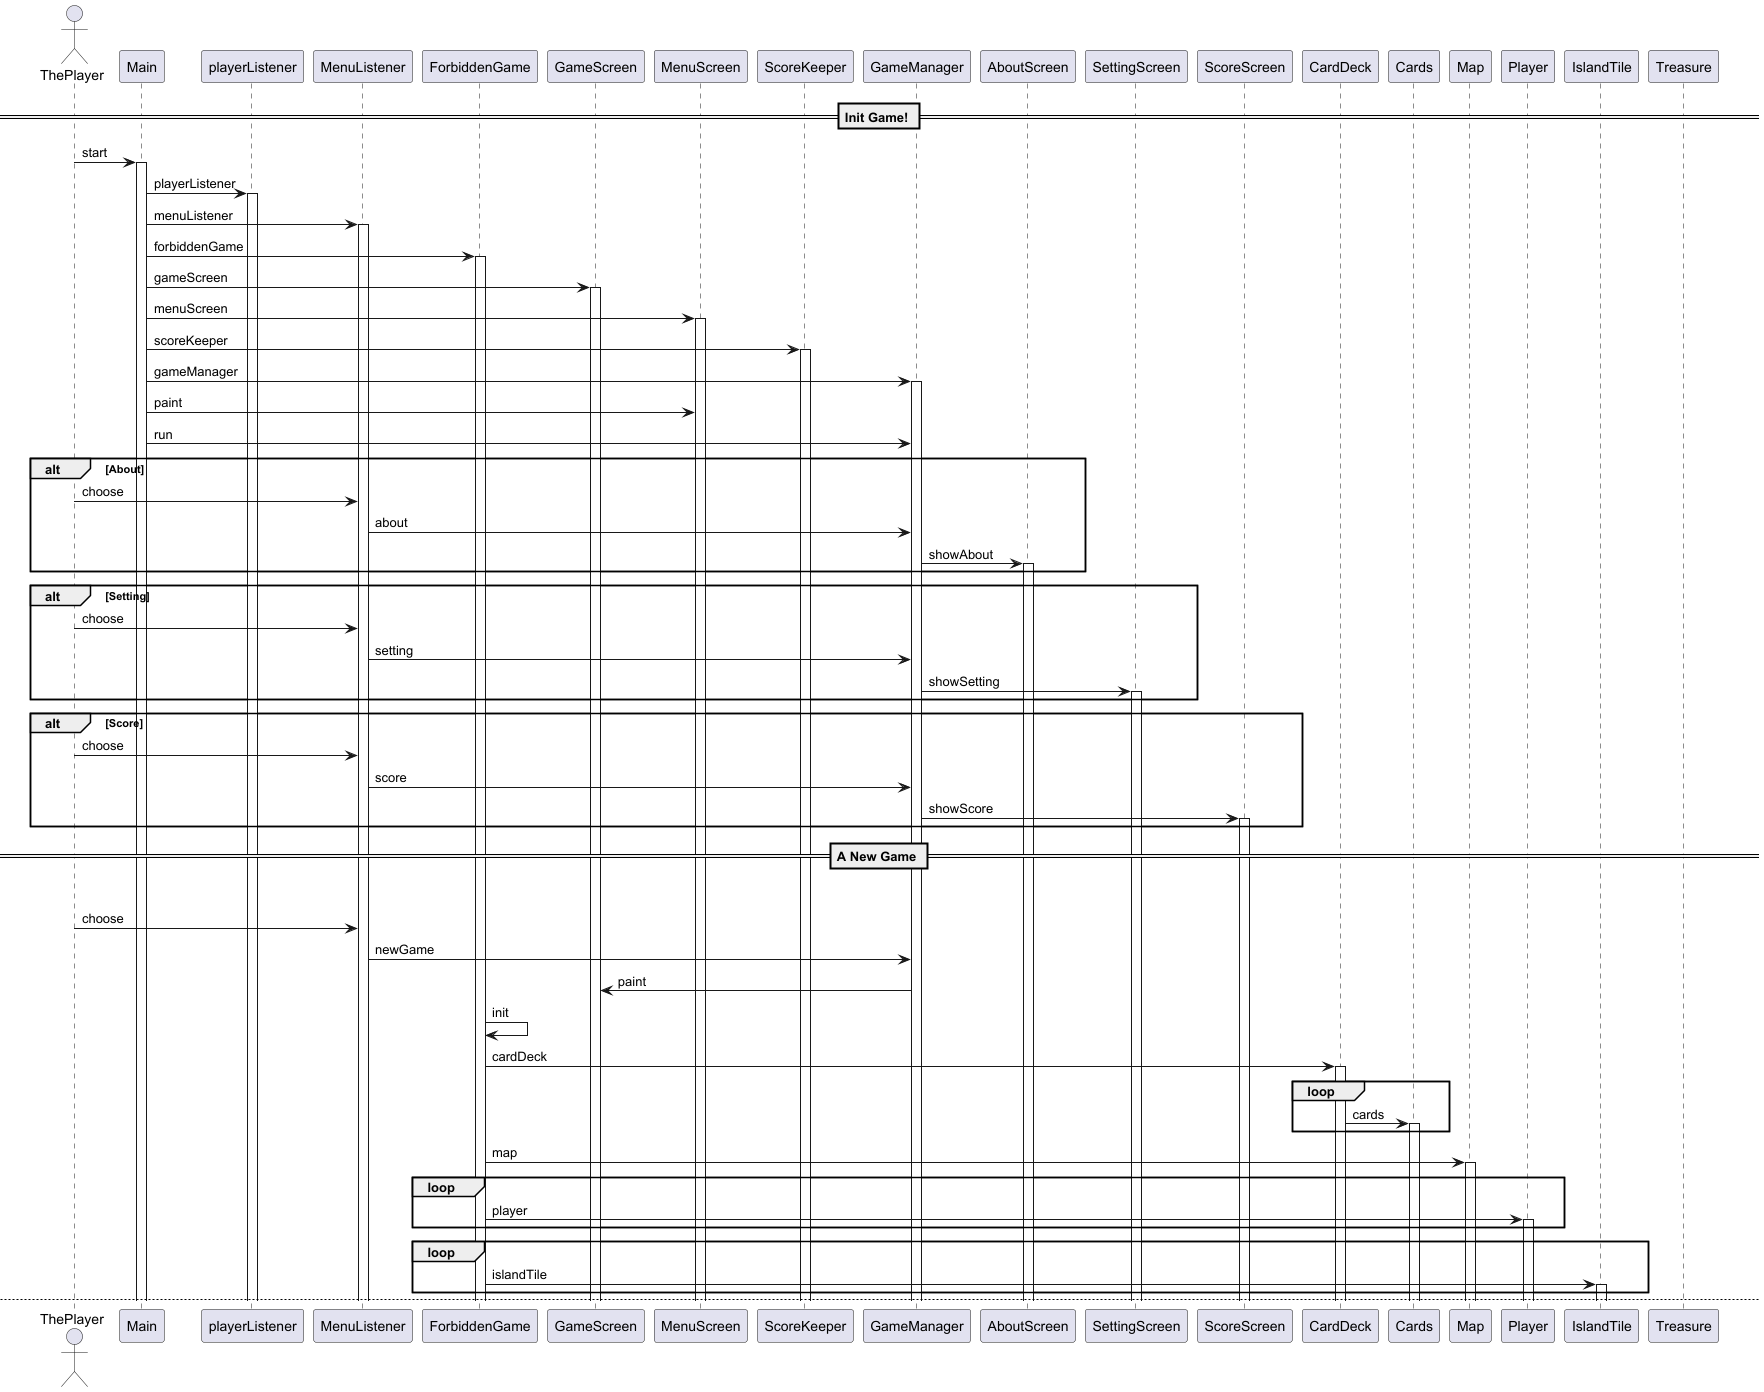 ThePlayer
Main
playerListener
MenuListener
ForbiddenGame
GameScreen
MenuScreen
ScoreKeeper
GameManager
AboutScreen
SettingScreen
ScoreScreen
CardDeck
Cards
Map
Player
IslandTile
Treasure
Init Game!
start
playerListener
menuListener
forbiddenGame
gameScreen
menuScreen
scoreKeeper
gameManager
paint
run
alt [About]
choose
about
showAbout
alt [Setting]
choose
setting
showSetting
alt [Score]
choose
score
showScore
A New Game
choose
newGame
paint
init
cardDeck
loop
cards
map
loop
player
loop
islandTile
ThePlayer
Main
playerListener
MenuListener
ForbiddenGame
GameScreen
MenuScreen
ScoreKeeper
GameManager
AboutScreen
SettingScreen
ScoreScreen
CardDeck
Cards
Map
Player
IslandTile
Treasure